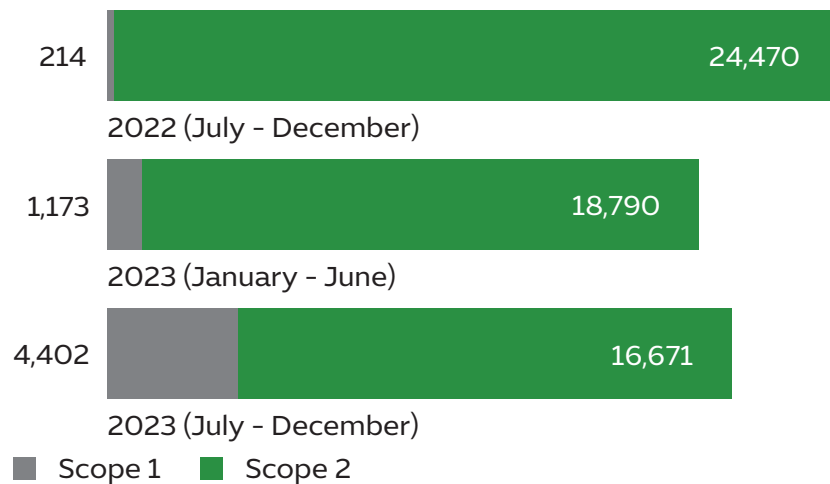 214 24,470
2022 (July - December)
1,173 18,790
2023 (January - June)
4,402 16,671
2023 (July - December)
Scope 1 Scope 2